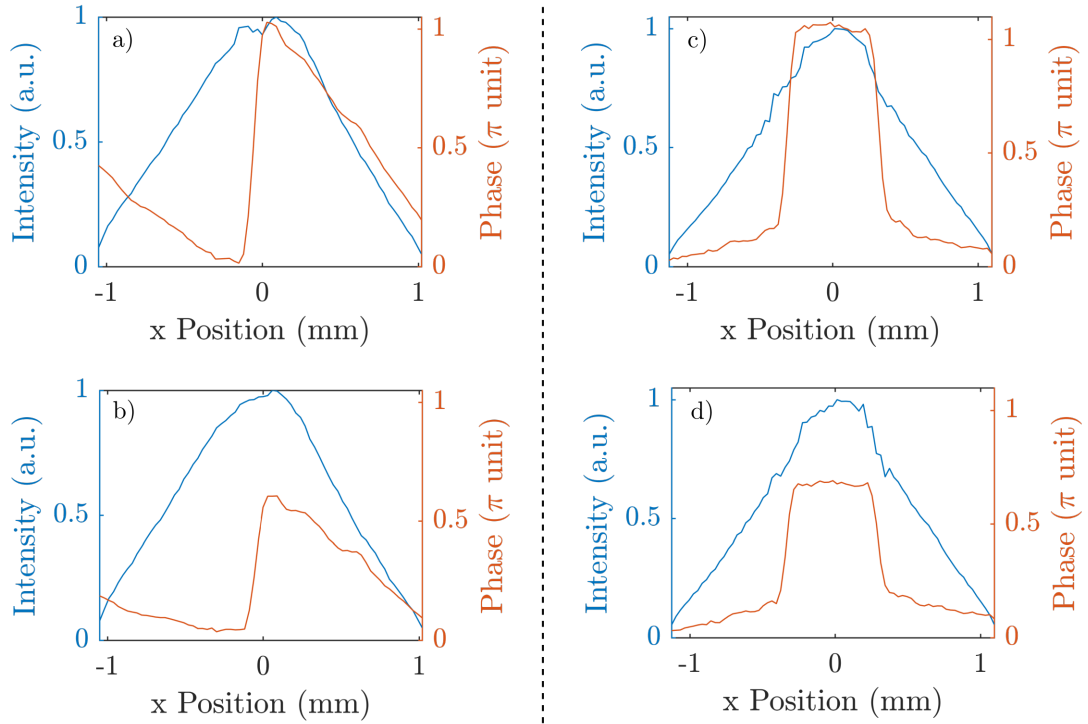 a)
1
0.5
0
Intensity (a.u.)
1
0.5
0
Phase (π unit)
-1 0 1
x Position (mm)
c)
1
0.5
0
Intensity (a.u.)
1
0.5
0
Phase (π unit)
-1 0 1
x Position (mm)
b)
1
0.5
0
Intensity (a.u.)
1
0.5
0
Phase (π unit)
-1 0 1
x Position (mm)
d)
1
0.5
0
Intensity (a.u.)
1
0.5
0
Phase (π unit)
-1 0 1
x Position (mm)